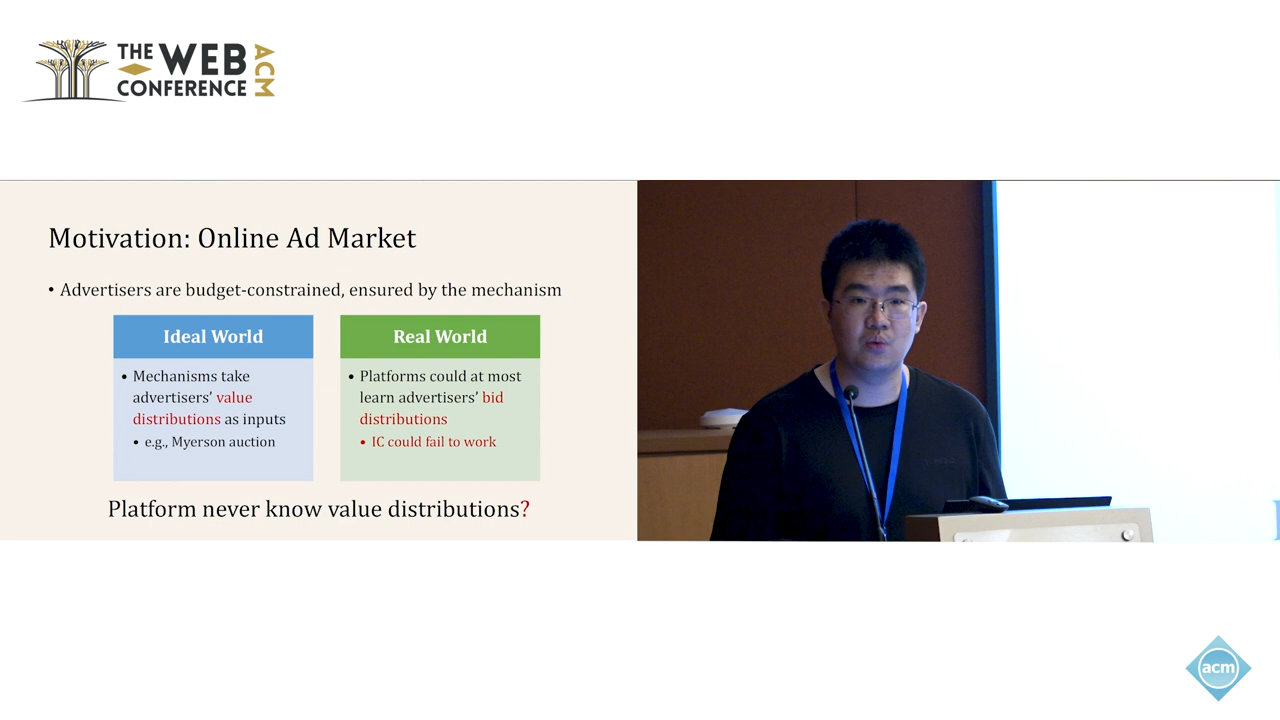 THE WEB
CONFERENCE
ACM
Motivation: Online Ad Market
• Advertisers are budget-constrained, ensured by the mechanism
Ideal World
• Mechanisms take
advertisers' value
distributions as inputs
• e.g., Myerson auction
Real World
• Platforms could at most
learn advertisers' bid
distributions
• IC could fail to work
Platform never know value distributions?
acm